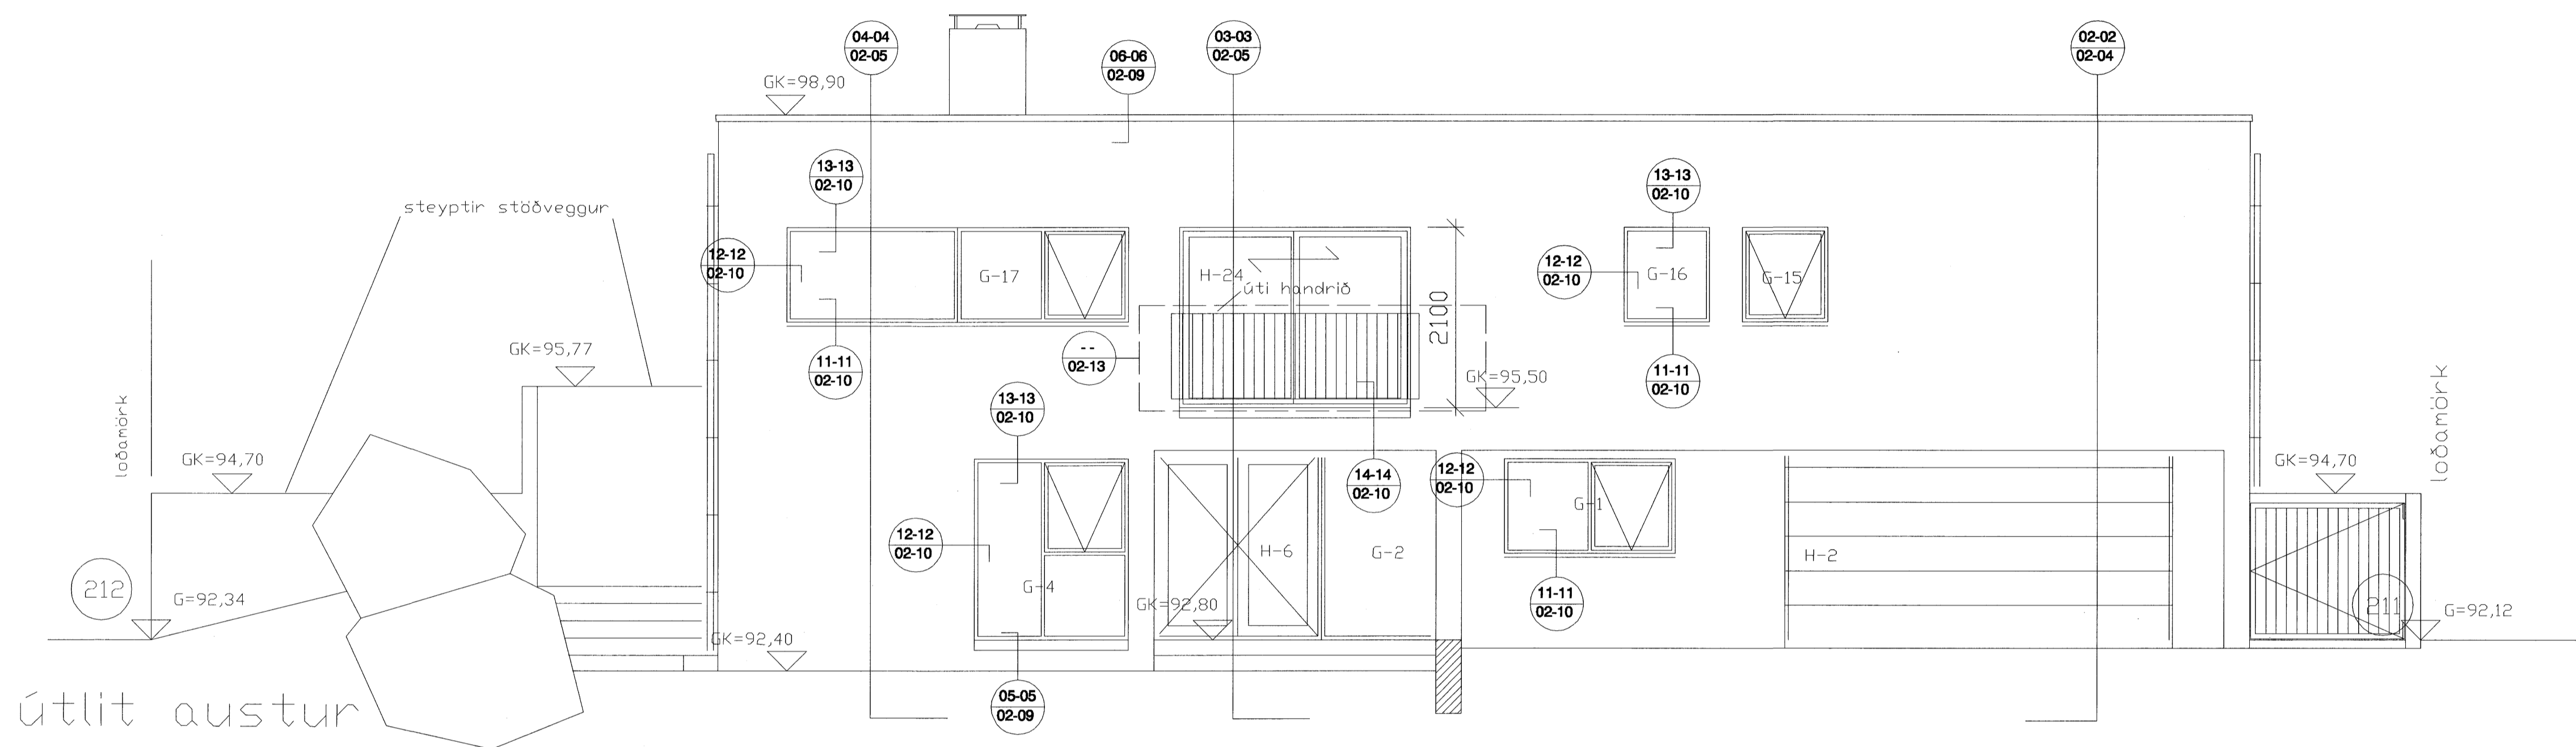 04-04
02-05
03-03
02-05
02-02
02-04
06-06
02-09
GK=98,90
13-13
02-10
13-13
02-10
steyptir stöðveggur
12-12
02-10
G-17
H-24
úti handrið
12-12
02-10
G-16
G-15
2100
GK=95,77
11-11
02-10
--
02-13
GK=95,50
11-11
02-10
loðamörk
loðamörk
13-13
02-10
GK=94,70
14-14
02-10
12-12
02-10
GK=94,70
G-1
12-12
02-10
H-6
G-2
H-2
212
G=92,34
G-4
GK=92,80
11-11
02-10
211
G=92,12
GK=92,40
05-05
02-09
útlit austur